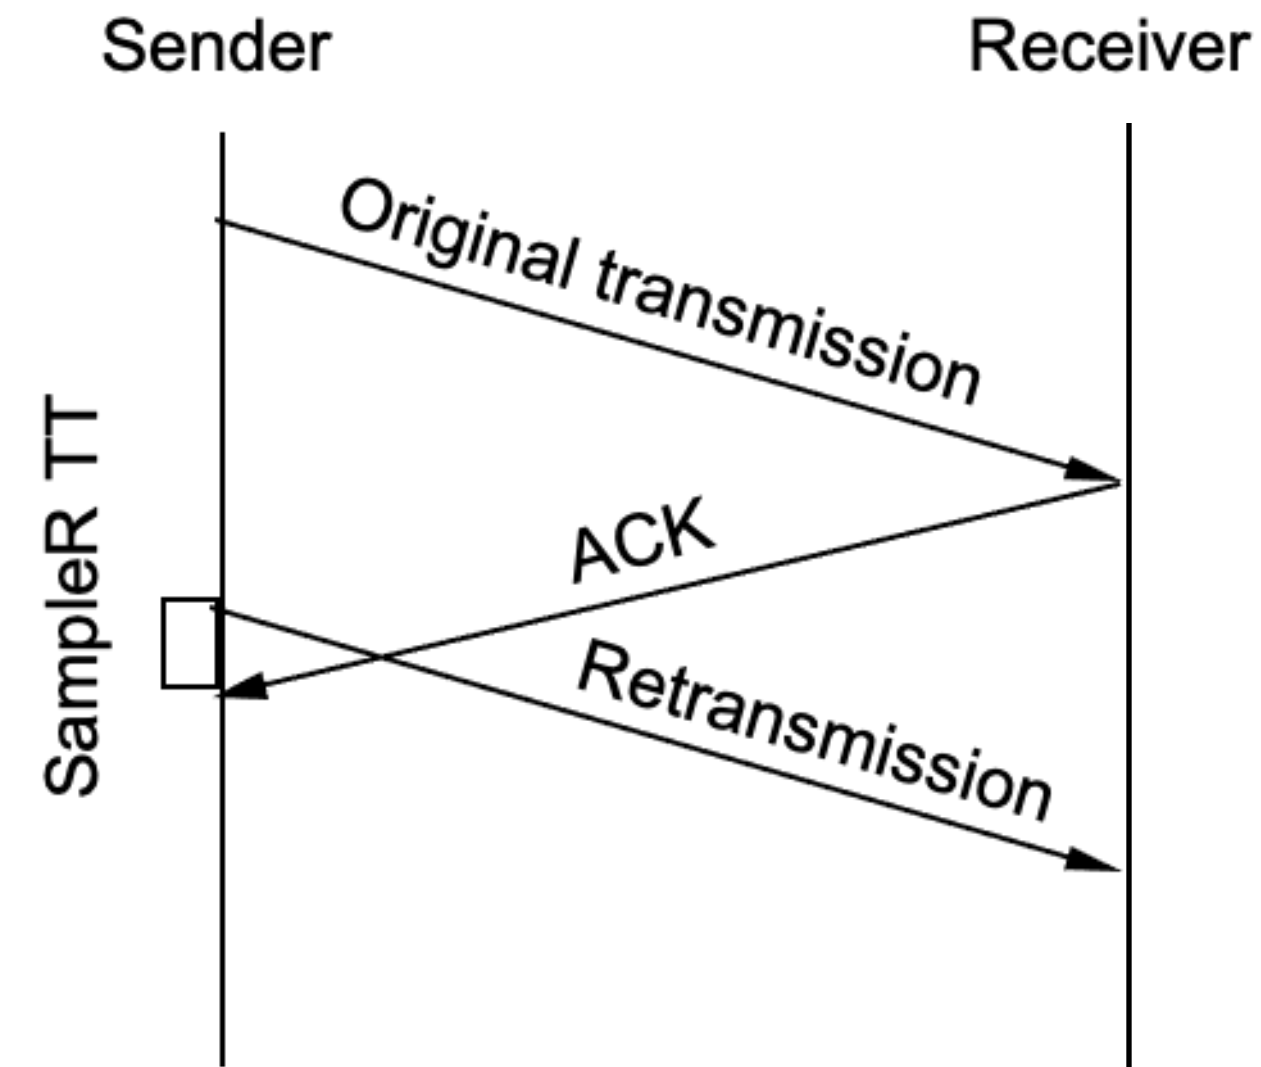 Sender
Receiver
Original transmission
ACK
Retransmission
SampleR TT